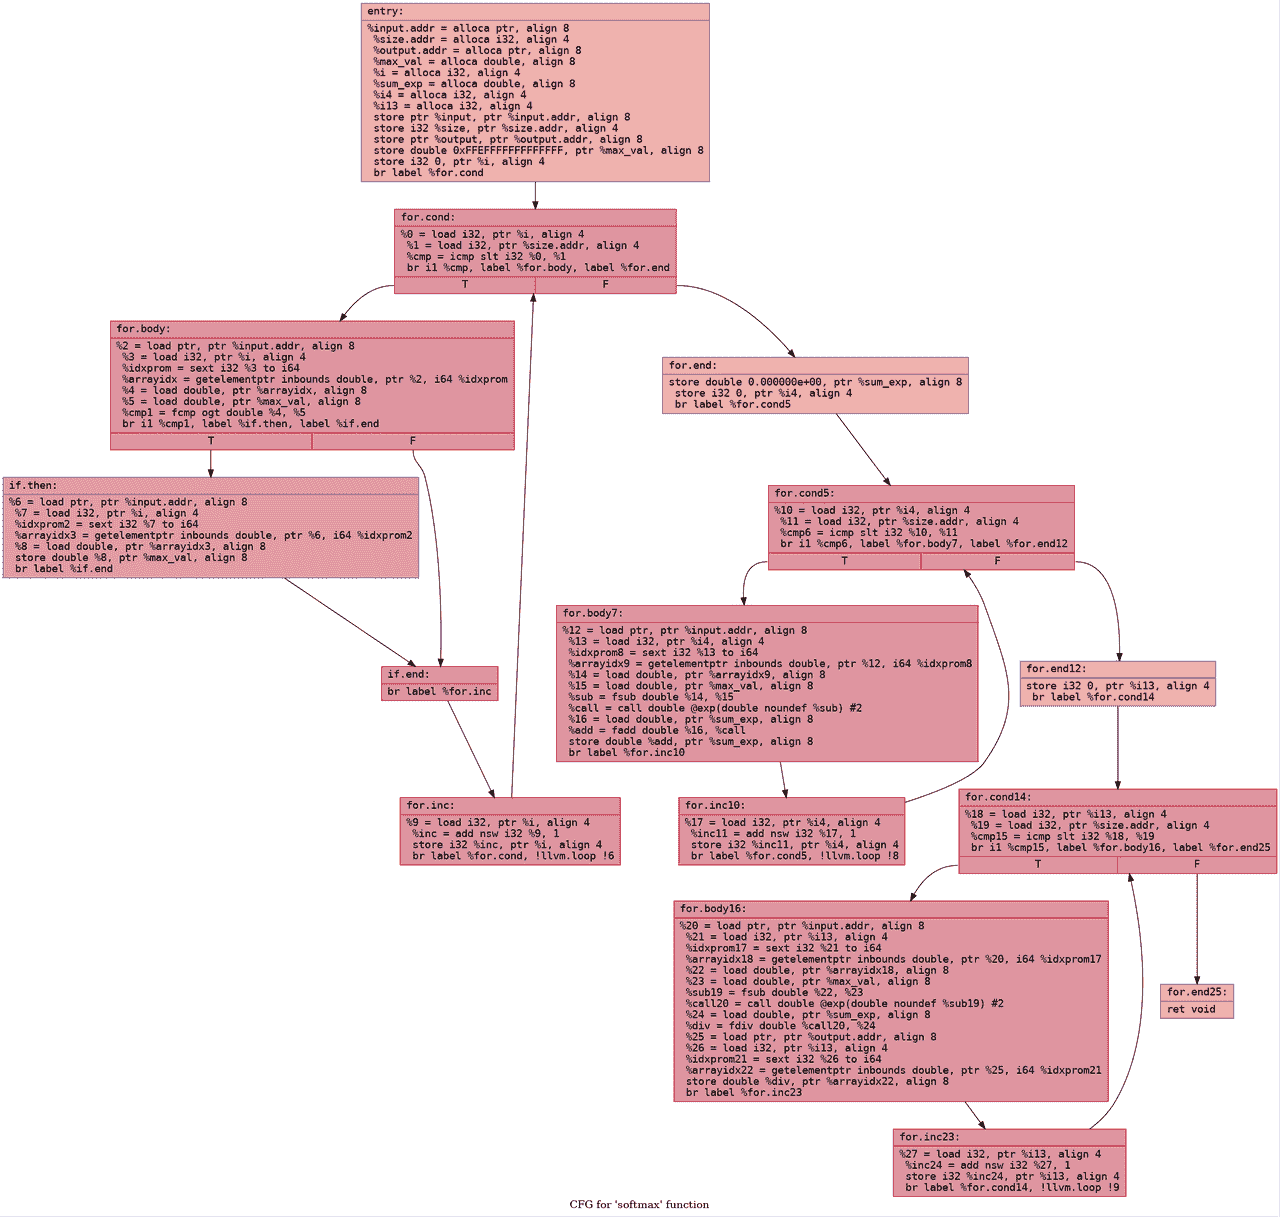 entry:
%input.addr = alloca ptr, align 8
%size.addr = alloca i32, align 4
%output.addr = alloca ptr, align 8
%max_val = alloca double, align 8
%i = alloca i32, align 4
%sum_exp = alloca double, align 8
%i4 = alloca i32, align 4
%i13 = alloca i32, align 4
store ptr %input, ptr %input.addr, align 8
store i32 %size, ptr %size.addr, align 4
store ptr %output, ptr %output.addr, align 8
store double 0xFFEFFFFFFFFFFFFF, ptr %max_val, align 8
store i32 0, ptr %i, align 4
br label %for.cond
for.cond:
%0 = load i32, ptr %i, align 4
%1 = load i32, ptr %size.addr, align 4
%cmp = icmp slt i32 %0, %1
br i1 %cmp, label %for.body, label %for.end
T F
for.body:
%2 = load ptr, ptr %input.addr, align 8
%3 = load i32, ptr %i, align 4
%idxprom = sext i32 %3 to i64
%arrayidx = getelementptr inbounds double, ptr %2, i64 %idxprom
%4 = load double, ptr %arrayidx, align 8
%5 = load double, ptr %max_val, align 8
%cmp1 = fcmp ogt double %4, %5
br i1 %cmp1, label %if.then, label %if.end
T F
for.end:
store double 0.000000e+00, ptr %sum_exp, align 8
store i32 0, ptr %i4, align 4
br label %for.cond5
if.then:
%6 = load ptr, ptr %input.addr, align 8
%7 = load i32, ptr %i, align 4
%idxprom2 = sext i32 %7 to i64
%arrayidx3 = getelementptr inbounds double, ptr %6, i64 %idxprom2
%8 = load double, ptr %arrayidx3, align 8
store double %8, ptr %max_val, align 8
br label %if.end
for.cond5:
%10 = load i32, ptr %i4, align 4
%11 = load i32, ptr %size.addr, align 4
%cmp6 = icmp slt i32 %10, %11
br i1 %cmp6, label %for.body7, label %for.end12
T F
for.body7:
%12 = load ptr, ptr %input.addr, align 8
%13 = load i32, ptr %i4, align 4
%idxprom8 = sext i32 %13 to i64
%arrayidx9 = getelementptr inbounds double, ptr %12, i64 %idxprom8
%14 = load double, ptr %arrayidx9, align 8
%15 = load double, ptr %max_val, align 8
%sub = fsub double %14, %15
%call = call double @exp(double noundef %sub) #2
%16 = load double, ptr %sum_exp, align 8
%add = fadd double %16, %call
store double %add, ptr %sum_exp, align 8
br label %for.inc10
if.end:
br label %for.inc
for.end12:
store i32 0, ptr %i13, align 4
br label %for.cond14
for.inc:
%9 = load i32, ptr %i, align 4
%inc = add nsw i32 %9, 1
store i32 %inc, ptr %i, align 4
br label %for.cond, !llvm.loop !6
for.inc10:
%17 = load i32, ptr %i4, align 4
%inc11 = add nsw i32 %17, 1
store i32 %inc11, ptr %i4, align 4
br label %for.cond5, !llvm.loop !8
for.cond14:
%18 = load i32, ptr %i13, align 4
%19 = load i32, ptr %size.addr, align 4
%cmp15 = icmp slt i32 %18, %19
br i1 %cmp15, label %for.body16, label %for.end25
T F
for.body16:
%20 = load ptr, ptr %input.addr, align 8
%21 = load i32, ptr %i13, align 4
%idxprom17 = sext i32 %21 to i64
%arrayidx18 = getelementptr inbounds double, ptr %20, i64 %idxprom17
%22 = load double, ptr %arrayidx18, align 8
%23 = load double, ptr %max_val, align 8
%sub19 = fsub double %22, %23
%call20 = call double @exp(double noundef %sub19) #2
%24 = load double, ptr %sum_exp, align 8
%div = fdiv double %call20, %24
%25 = load ptr, ptr %output.addr, align 8
%26 = load i32, ptr %i13, align 4
%idxprom21 = sext i32 %26 to i64
%arrayidx22 = getelementptr inbounds double, ptr %25, i64 %idxprom21
store double %div, ptr %arrayidx22, align 8
br label %for.inc23
for.end25:
ret void
for.inc23:
%27 = load i32, ptr %i13, align 4
%inc24 = add nsw i32 %27, 1
store i32 %inc24, ptr %i13, align 4
br label %for.cond14, !llvm.loop !9
CFG for 'softmax' function